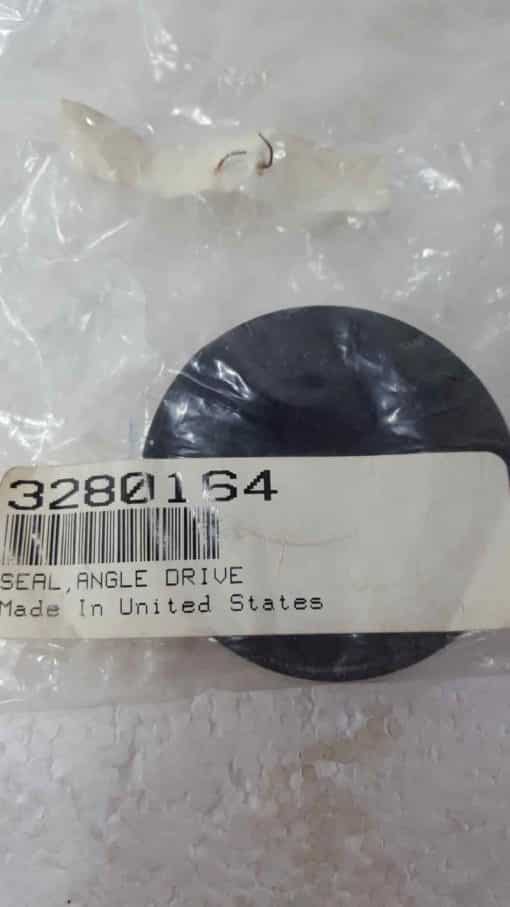 3280164
SEAL,ANGLE DRIVE
Made In United States